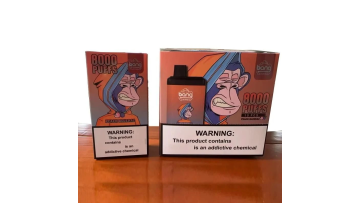 8000
PUFFS
WARNING:
This product
contains
is an
addictive chemical
bang
8000
PUFFS
WARNING:
This product contains
is an addictive chemical